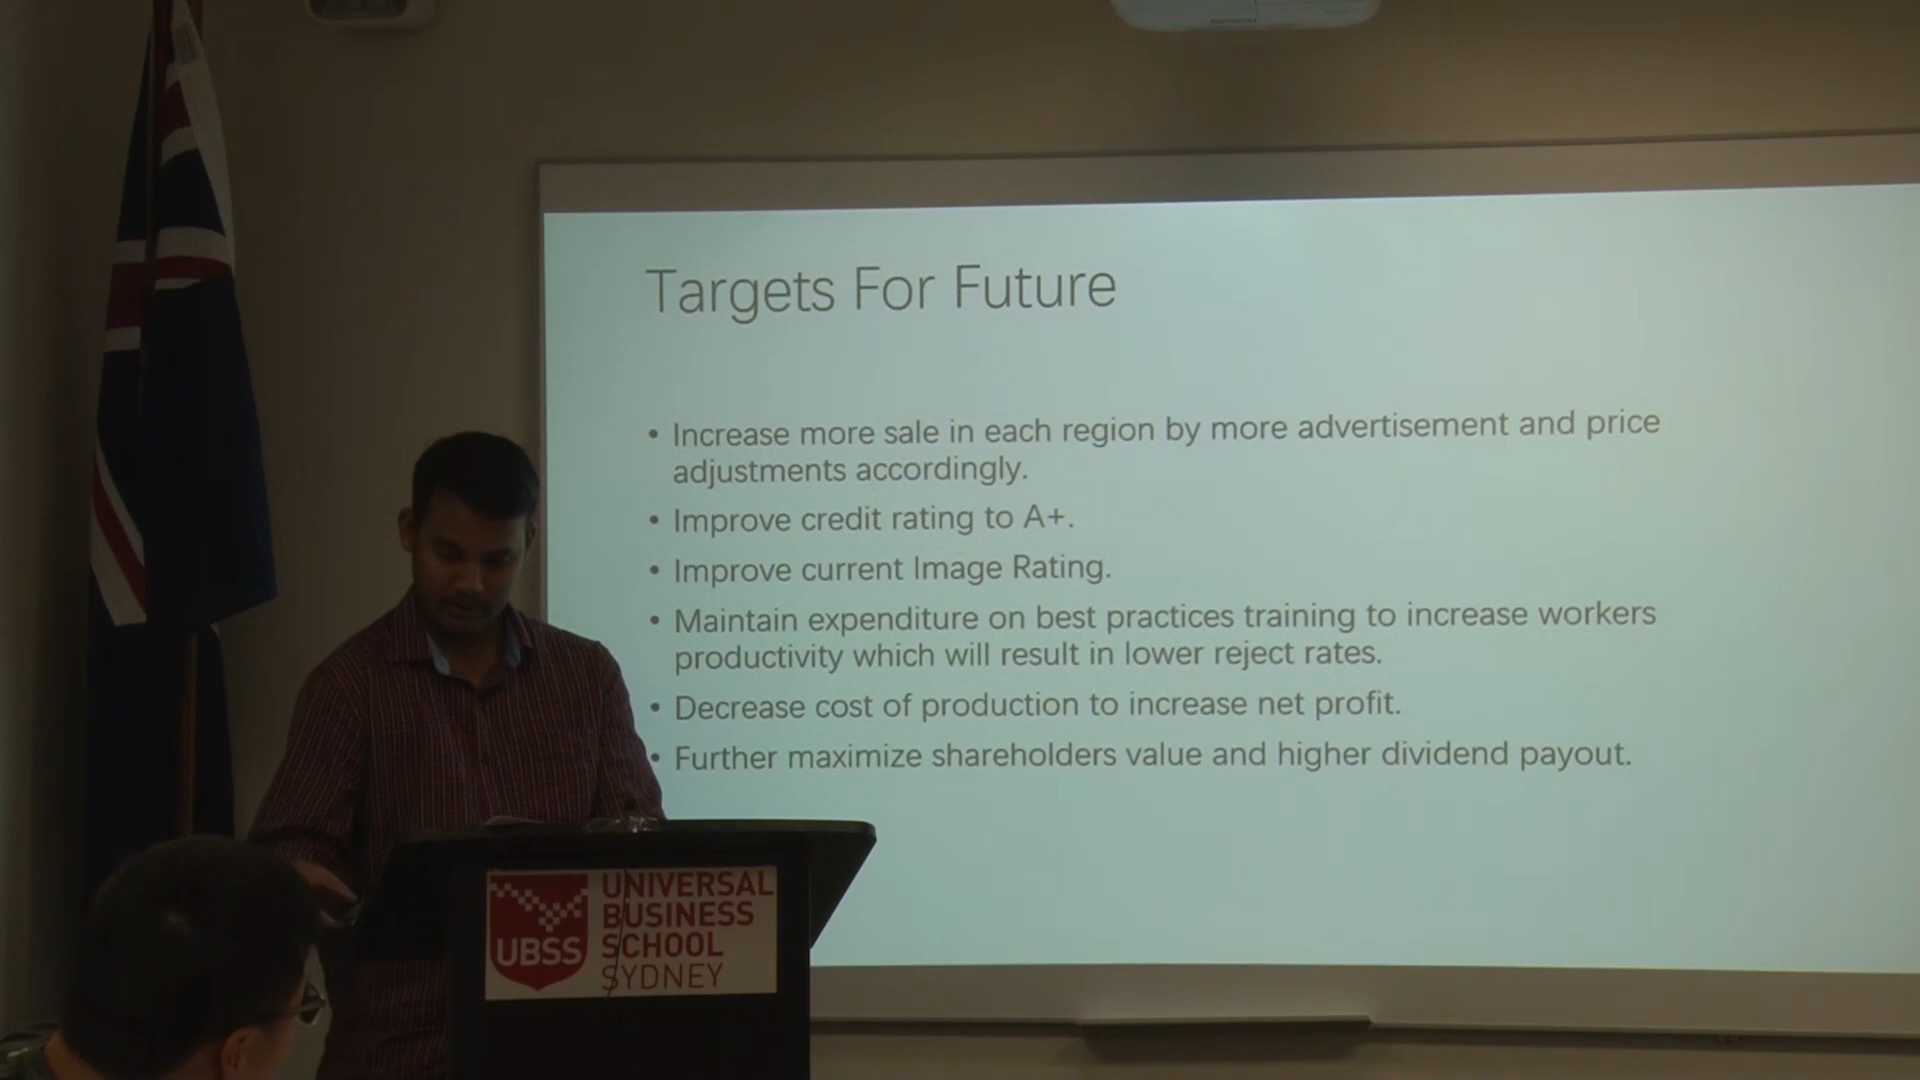 Targets For Future
• Increase more sale in each region by more advertisement and price
adjustments accordingly.
• Improve credit rating to A+.
• Improve current Image Rating.
• Maintain expenditure on best practices training to increase workers
productivity which will result in lower reject rates.
• Decrease cost of production to increase net profit.
• Further maximize shareholders value and higher dividend payout.
UBSS
UNIVERSAL
BUSINESS
SCHOOL
SYDNEY